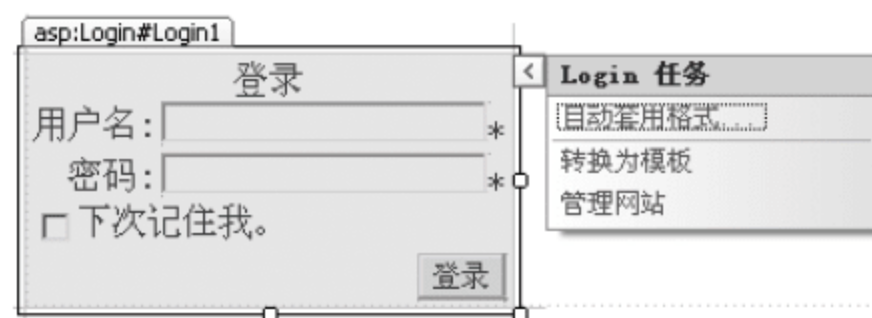 asp:Login#Login1
登录
用户名:
*
密码:
*
下次记住我。
登录
<
Login 任务
自动套用格式...
转换为模板
管理网站